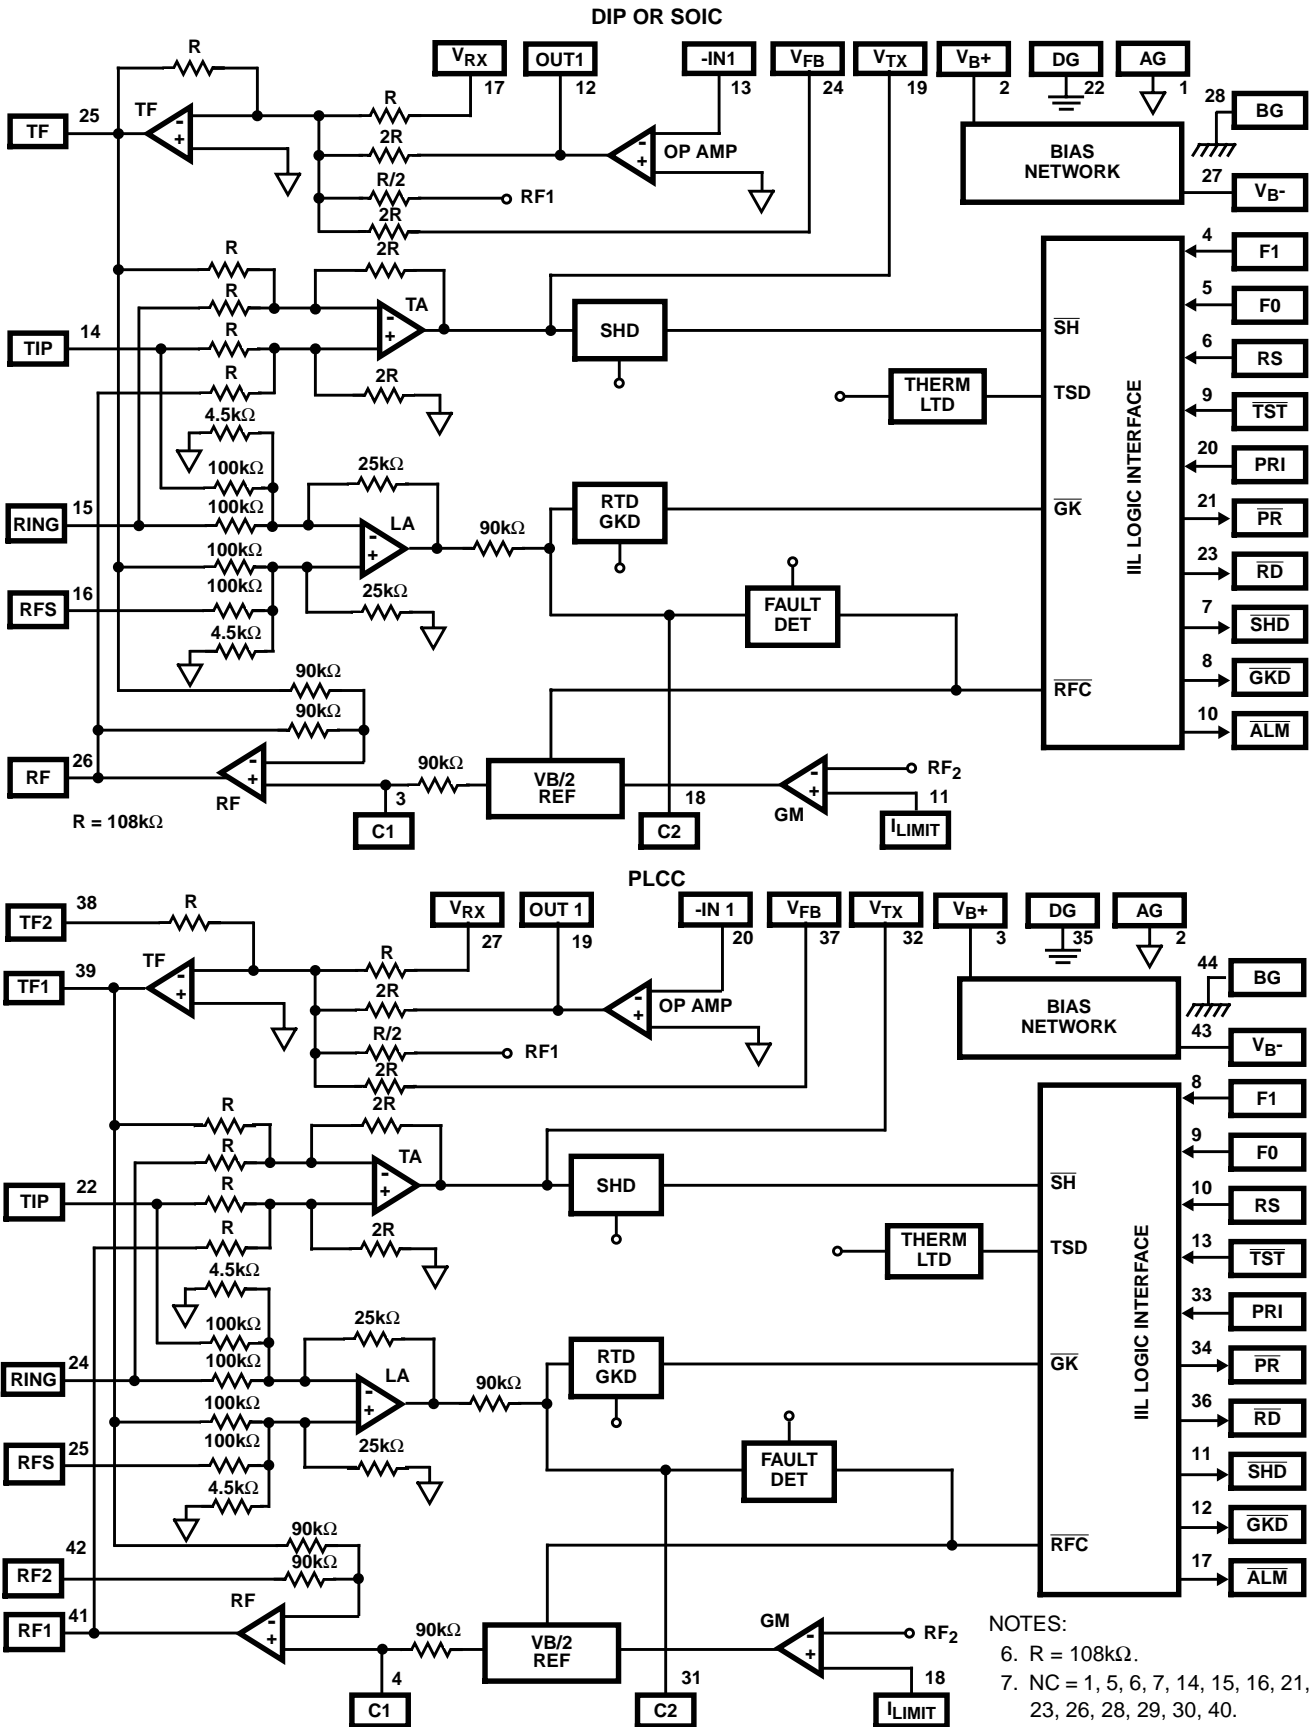 DIP OR SOIC
R
VRX
OUT1
-IN1
VFB
VTX
VB+
DG
AG
17
12
13
24
19
2
22
1
28
BG
25
TF
TF
-
+
R
2R
OP AMP
-
+
BIAS
NETWORK
R/2
RF1
27
VB-
2R
2R
R
4
F1
R
TA
-
+
SHD
SH
5
F0
14
TIP
R
6
RS
R
2R
THERM
LTD
TSD
9
TST
4.5kΩ
IIL LOGIC INTERFACE
100kΩ
25kΩ
20
PRI
15
RING
100kΩ
LA
-
+
90kΩ
RTD
GKD
GK
21
PR
100kΩ
23
RD
16
RFS
100kΩ
25kΩ
FAULT
DET
7
SHD
4.5kΩ
90kΩ
RFC
8
GKD
90kΩ
10
ALM
26
RF
-
+
RF
90kΩ
VB/2
REF
-
+
GM
RF2
R = 108kΩ
3
18
11
C1
C2
ILIMIT
PLCC
38
TF2
R
VRX
OUT 1
-IN 1
VFB
VTX
VB+
DG
AG
27
19
20
37
32
3
35
2
44
BG
39
TF1
TF
-
+
R
2R
OP AMP
-
+
BIAS
NETWORK
R/2
RF1
43
VB-
2R
2R
R
8
F1
R
TA
-
+
SHD
SH
9
F0
22
TIP
R
10
RS
R
2R
THERM
LTD
TSD
13
TST
4.5kΩ
IIL LOGIC INTERFACE
100kΩ
25kΩ
33
PRI
24
RING
100kΩ
LA
-
+
90kΩ
RTD
GKD
GK
34
PR
100kΩ
36
RD
25
RFS
100kΩ
25kΩ
FAULT
DET
11
SHD
4.5kΩ
90kΩ
12
GKD
42
RF2
90kΩ
RFC
17
ALM
41
RF1
RF
-
+
90kΩ
VB/2
REF
GM
-
+
RF2
4
31
18
C1
C2
ILIMIT
NOTES:
6. R = 108kΩ.
7. NC = 1, 5, 6, 7, 14, 15, 16, 21,
23, 26, 28, 29, 30, 40.